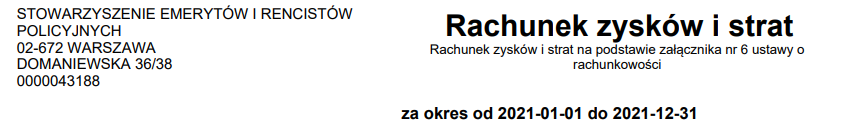 STOWARZYSZENIE EMERYTÓW I RENCISTÓW
POLICYJNYCH
02-672 WARSZAWA
DOMANIEWSKA 36/38
0000043188
Rachunek zysków i strat
Rachunek zysków i strat na podstawie załącznika nr 6 ustawy o
rachunkowości
za okres od 2021-01-01 do 2021-12-31